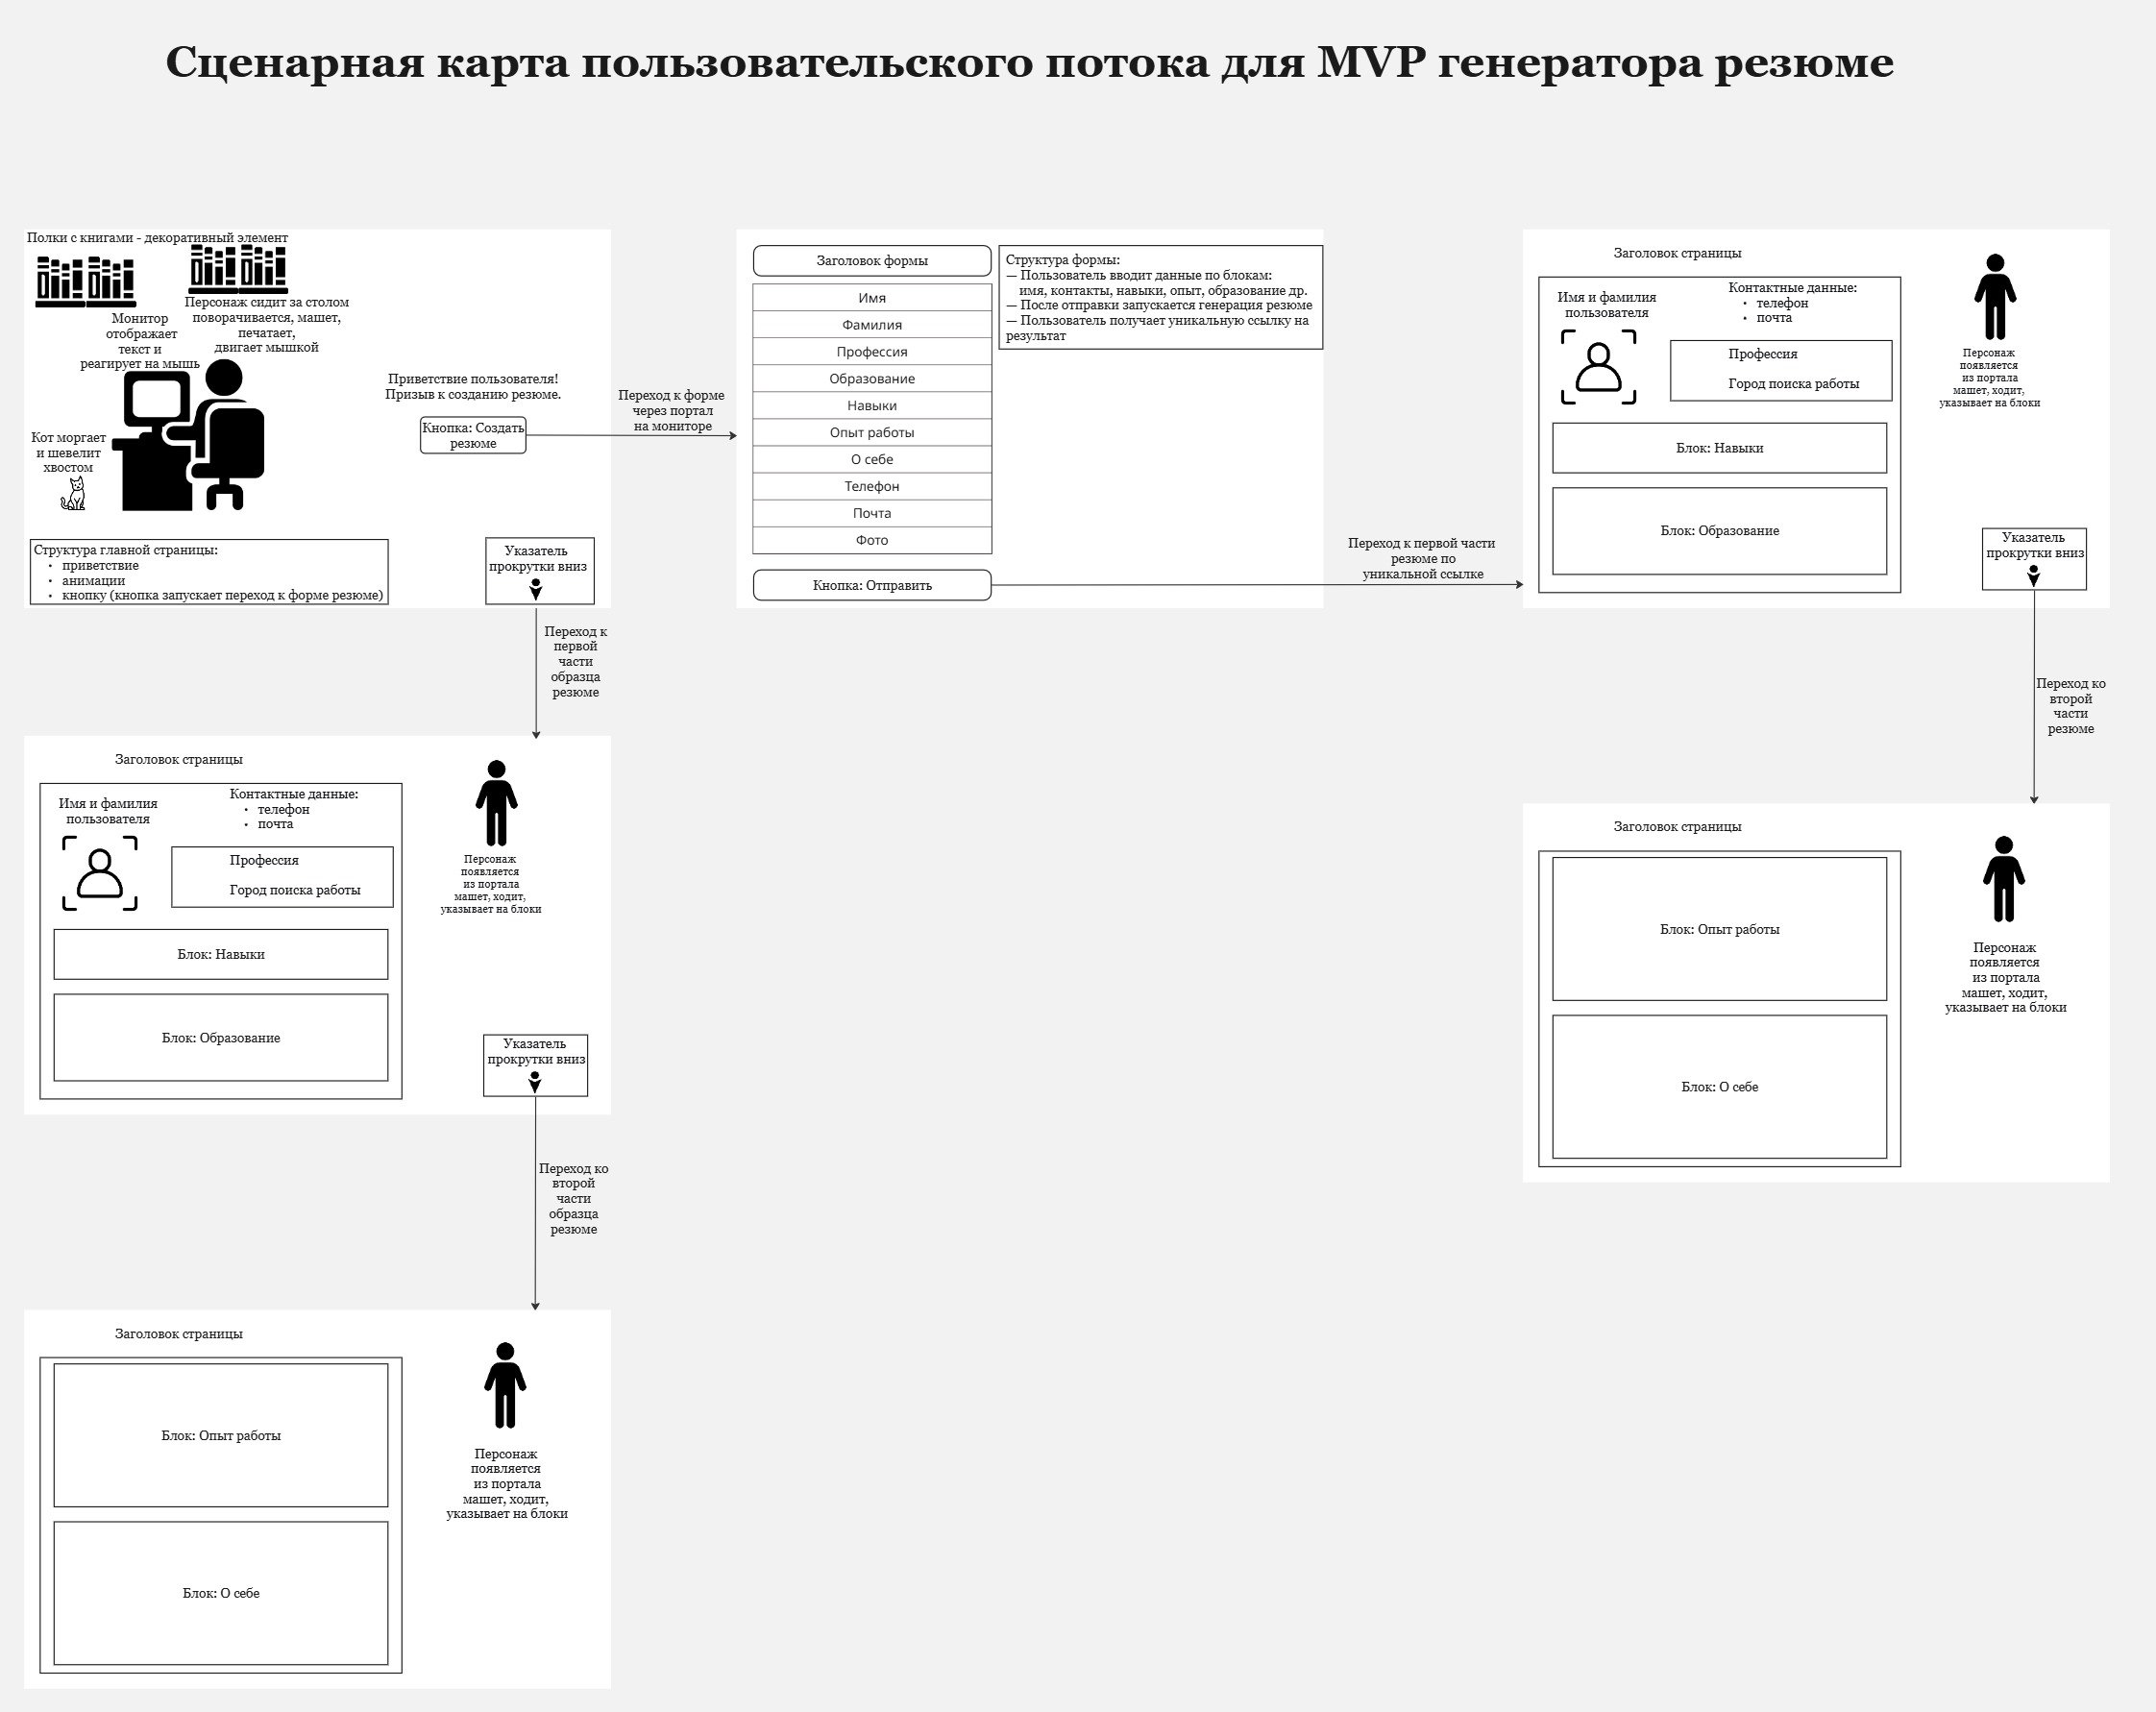 Сценарная карта пользовательского потока для MVP генератора резюме
Полки с книгами - декоративный элемент
Персонаж сидит за столом
поворачивается, машет,
печатает,
двигает мышкой
Монитор
отображает
текст и
реагирует на мышь
Кот моргает
и шевелит
хвостом
Приветствие пользователя!
Призыв к созданию резюме.
Кнопка: Создать
резюме
Структура главной страницы:
• приветствие
• анимации
• кнопку (кнопка запускает переход к форме резюме)
Указатель
прокрутки вниз
Переход к форме
через портал
на мониторе
Заголовок формы
Имя
Фамилия
Профессия
Образование
Навыки
Опыт работы
О себе
Телефон
Почта
Фото
Кнопка: Отправить
Структура формы:
— Пользователь вводит данные по блокам:
имя, контакты, навыки, опыт, образование др.
— После отправки запускается генерация резюме
— Пользователь получает уникальную ссылку на
результат
Переход к первой части
резюме по
уникальной ссылке
Заголовок страницы
Имя и фамилия
пользователя
Контактные данные:
• телефон
• почта
Профессия
Город поиска работы
Блок: Навыки
Блок: Образование
Персонаж
появляется
из портала
машет, ходит,
указывает на блоки
Указатель
прокрутки вниз
Переход ко
второй
части
резюме
Заголовок страницы
Блок: Опыт работы
Блок: О себе
Персонаж
появляется
из портала
машет, ходит,
указывает на блоки
Переход к
первой
части
образца
резюме
Заголовок страницы
Имя и фамилия
пользователя
Контактные данные:
• телефон
• почта
Профессия
Город поиска работы
Блок: Навыки
Блок: Образование
Персонаж
появляется
из портала
машет, ходит,
указывает на блоки
Указатель
прокрутки вниз
Переход ко
второй
части
образца
резюме
Заголовок страницы
Блок: Опыт работы
Блок: О себе
Персонаж
появляется
из портала
машет, ходит,
указывает на блоки